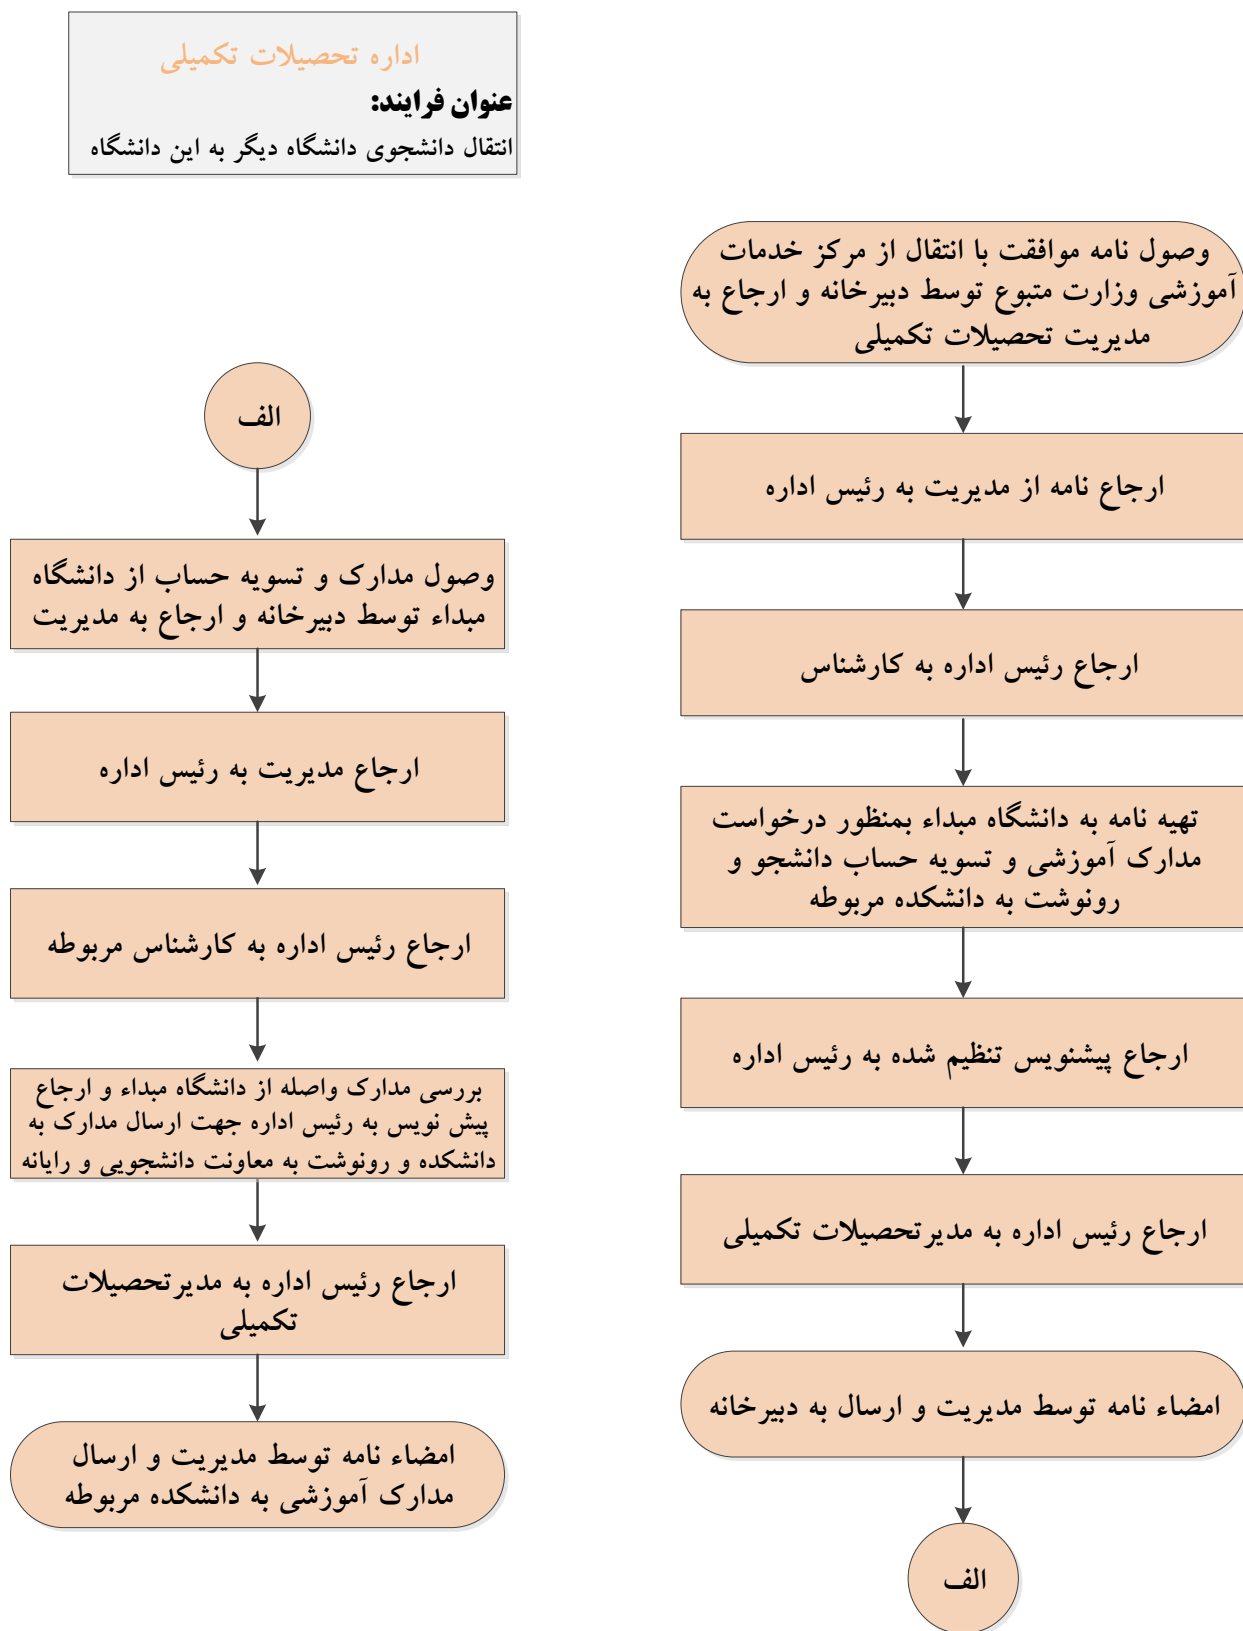 اداره تحصیلات تکمیلی
عنوان فرایند:
انتقال دانشجوی دانشگاه دیگر به این دانشگاه
وصول نامه موافقت با انتقال از مرکز خدمات
آموزشی وزارت متبوع توسط دبیرخانه و ارجاع به
مدیریت تحصیلات تکمیلی
ارجاع نامه از مدیریت به رئیس اداره
ارجاع رئیس اداره به کارشناس
تهیه نامه به دانشگاه مبداء بمنظور درخواست
مدارک آموزشی و تسویه حساب دانشجو و
رونوشت به دانشکده مربوطه
ارجاع پیشنویس تنظیم شده به رئیس اداره
ارجاع رئیس اداره به مدیرتحصیلات تکمیلی
امضاء نامه توسط مدیریت و ارسال به دبیرخانه
الف
الف
وصول مدارک و تسویه حساب از دانشگاه
مبداء توسط دبیرخانه و ارجاع به مدیریت
ارجاع مدیریت به رئیس اداره
ارجاع رئیس اداره به کارشناس مربوطه
بررسی مدارک واصله از دانشگاه مبداء و ارجاع
پیش نویس به رئیس اداره جهت ارسال مدارک به
دانشکده و رونوشت به معاونت دانشجویی و رایانه
ارجاع رئیس اداره به مدیرتحصیلات
تکمیلی
امضاء نامه توسط مدیریت و ارسال
مدارک آموزشی به دانشکده مربوطه